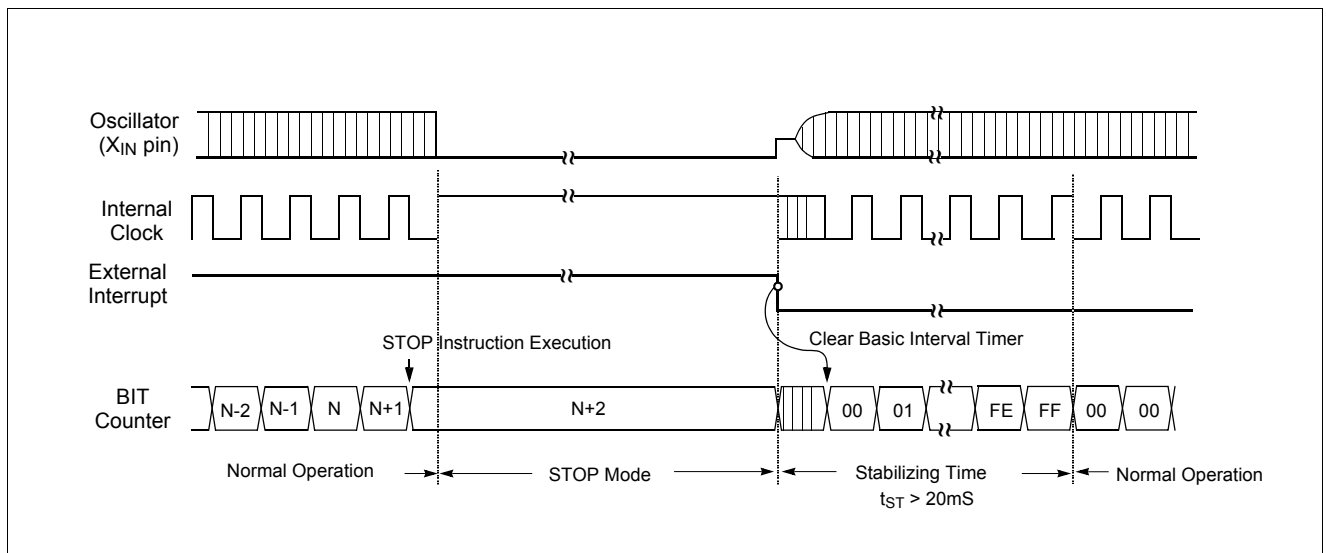 Oscillator
(XIN pin)
Internal
Clock
External
Interrupt
STOP Instruction Execution
Clear Basic Interval Timer
BIT
Counter
N-2 N-1 N N+1 N+2 00 01 FE FF 00 00
Normal Operation STOP Mode Stabilizing Time Normal Operation
tST > 20mS